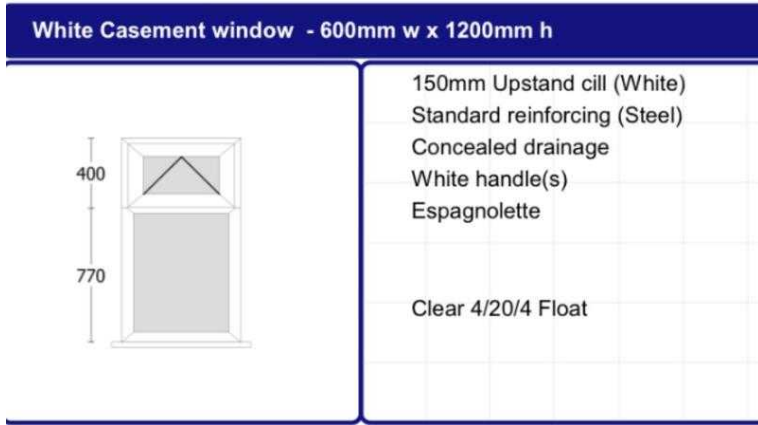 White Casement window - 600mm w x 1200mm h
400
770
150mm Upstand cill (White)
Standard reinforcing (Steel)
Concealed drainage
White handle(s)
Espagnolette
Clear 4/20/4 Float